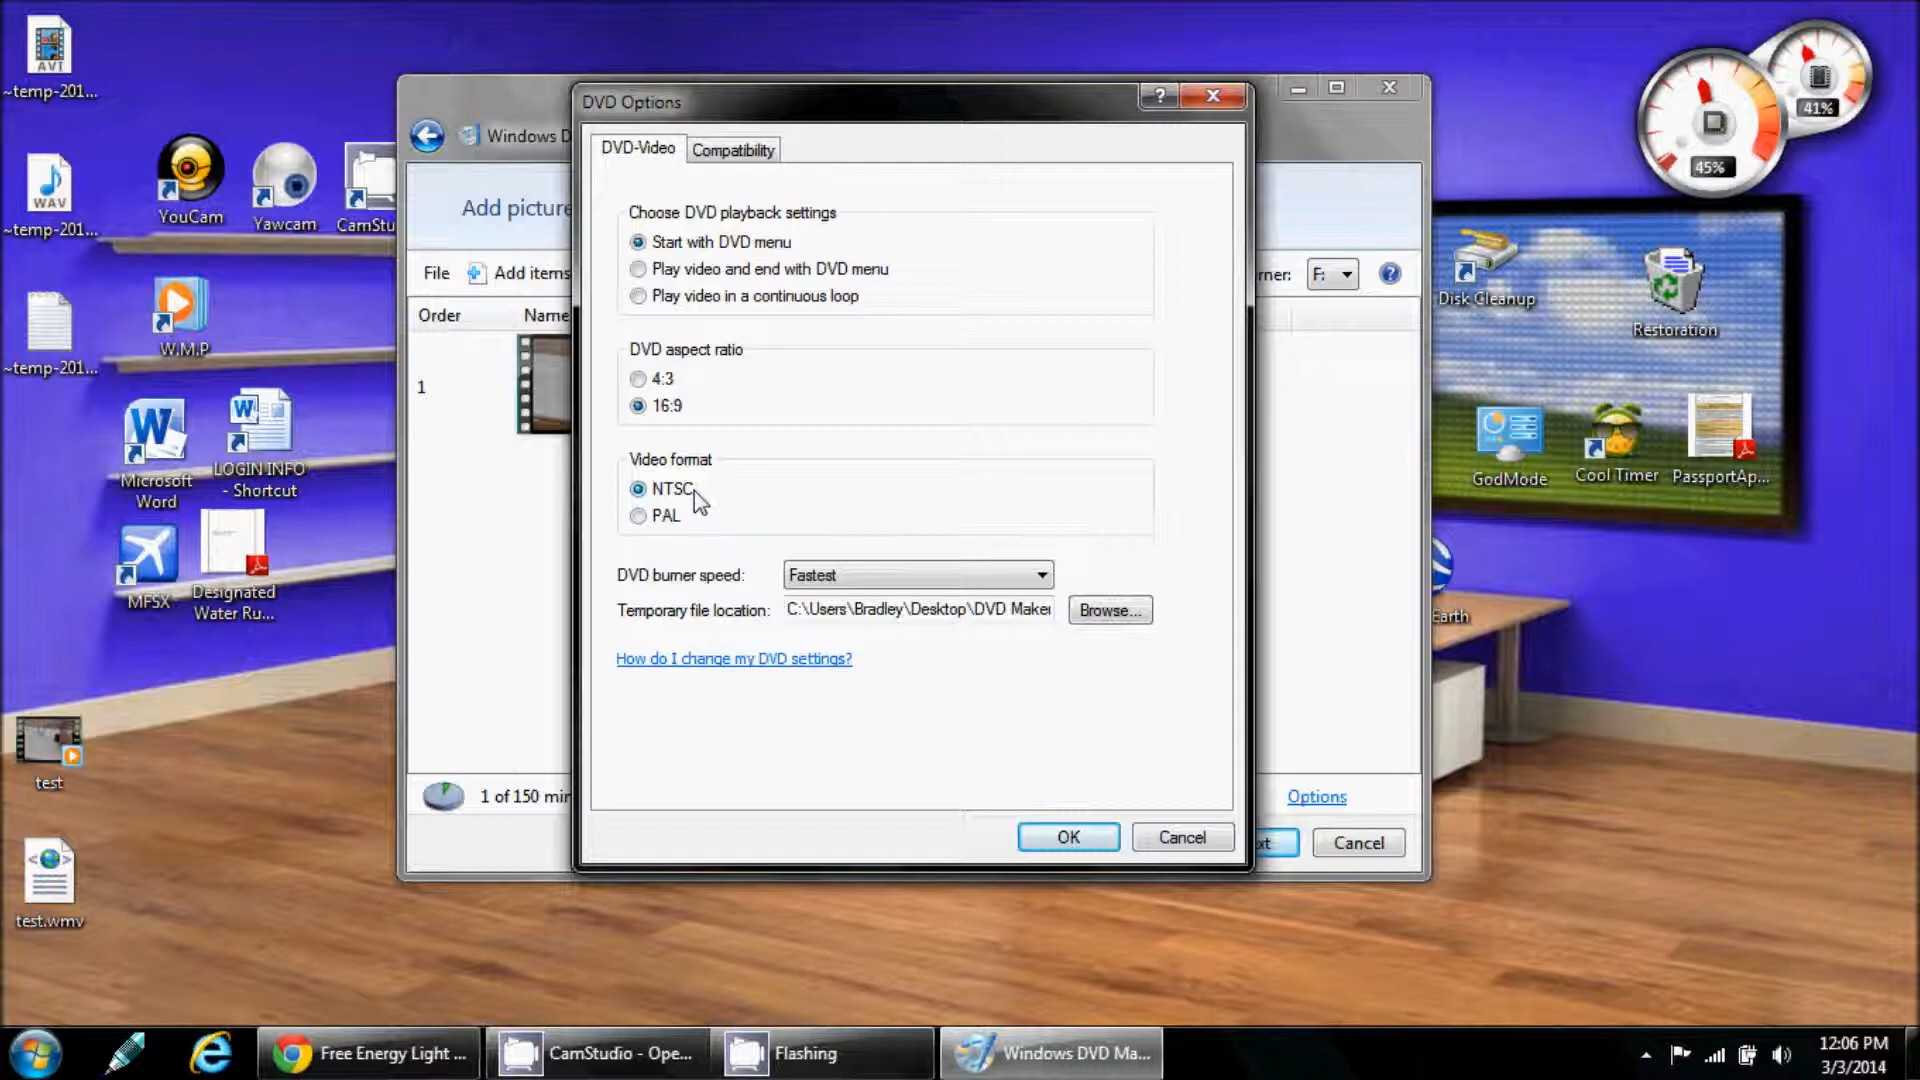 ~temp-201...
~temp-201...
~temp-201...
AVI
WAV
YouCam
Yawcam
CamStu
W.M.P
Microsoft
Word
LOGIN INFO
- Shortcut
MFSX
Designated
Water Ru...
test
test.wmv
Windows D
Add picture
File
Add items
rner:
F:
Order
Name
1
1 of 150 min
Options
xt
Cancel
DVD Options
DVD-Video
Compatibility
Choose DVD playback settings
Start with DVD menu
Play video and end with DVD menu
Play video in a continuous loop
DVD aspect ratio
4:3
16:9
Video format
NTSC
PAL
DVD burner speed:
Fastest
Temporary file location:
C:\Users\Bradley\Desktop\DVD Maker
Browse...
How do I change my DVD settings?
OK
Cancel
41%
45%
Disk Cleanup
Restoration
GodMode
Cool Timer
PassportAp...
Earth
Free Energy Light ...
CamStudio - Ope...
Flashing
Windows DVD Ma...
12:06 PM
3/3/2014